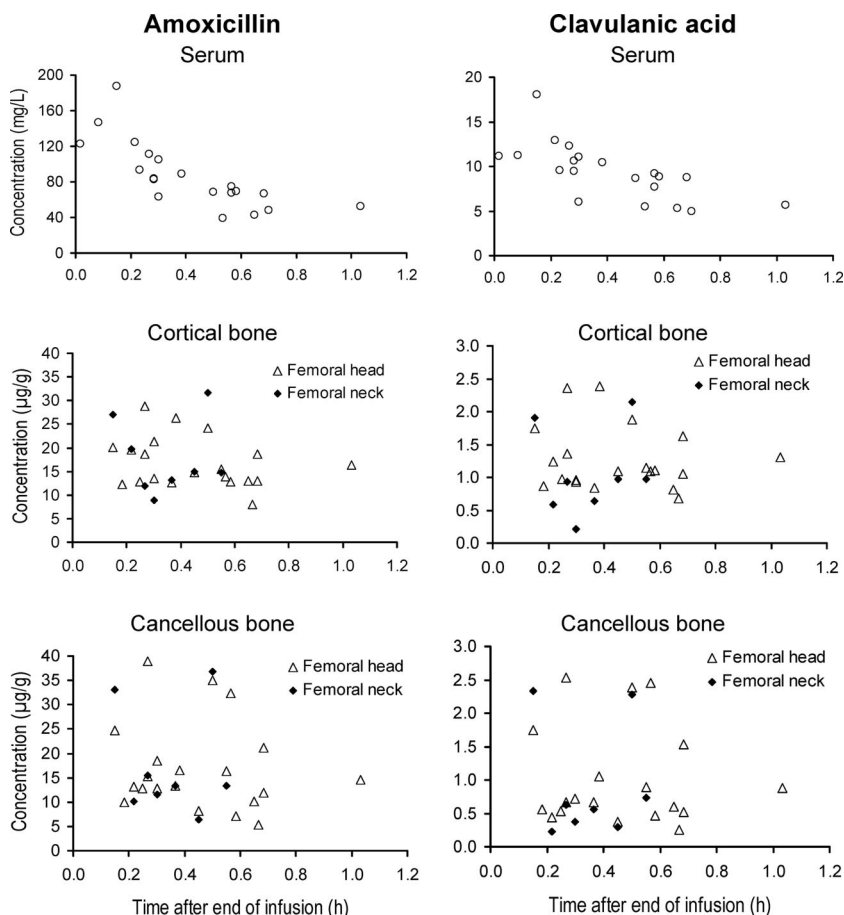 Amoxicillin
Serum
Concentration (mg/L)
200
160
120
80
40
0
0.0 0.2 0.4 0.6 0.8 1.0 1.2
Clavulanic acid
Serum
20
15
10
5
0
0.0 0.2 0.4 0.6 0.8 1.0 1.2
Cortical bone
Concentration (µg/g)
40
35
30
25
20
15
10
5
0
Femoral head
Femoral neck
0.0 0.2 0.4 0.6 0.8 1.0 1.2
Cortical bone
3.0
2.5
2.0
1.5
1.0
0.5
0.0
Femoral head
Femoral neck
0.0 0.2 0.4 0.6 0.8 1.0 1.2
Cancellous bone
Concentration (µg/g)
40
35
30
25
20
15
10
5
0
Femoral head
Femoral neck
0.0 0.2 0.4 0.6 0.8 1.0 1.2
Time after end of infusion (h)
Cancellous bone
3.0
2.5
2.0
1.5
1.0
0.5
0.0
Femoral head
Femoral neck
0.0 0.2 0.4 0.6 0.8 1.0 1.2
Time after end of infusion (h)